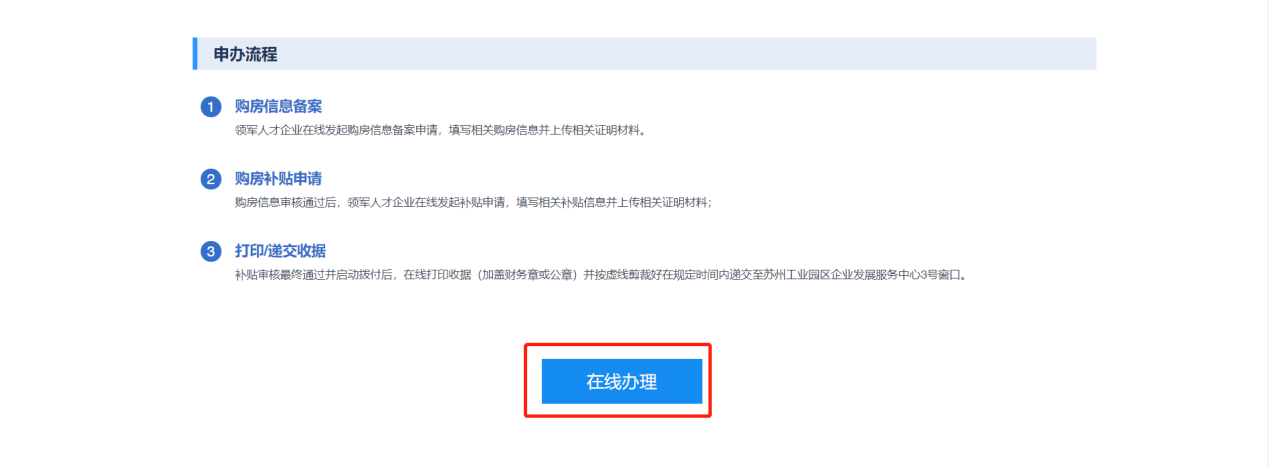 申办流程
1 购房信息备案
领军人才企业在线发起购房信息备案申请，填写相关购房信息并上传相关证明材料。
2 购房补贴申请
购房信息审核通过后，领军人才企业在线发起补贴申请，填写相关补贴信息并上传相关证明材料；
3 打印/递交收据
补贴审核最终通过并启动拨付后，在线打印收据（加盖财务章或公章）并按虚线剪裁好在规定时间内递交至苏州工业园区企业发展服务中心3号窗口。
在线办理